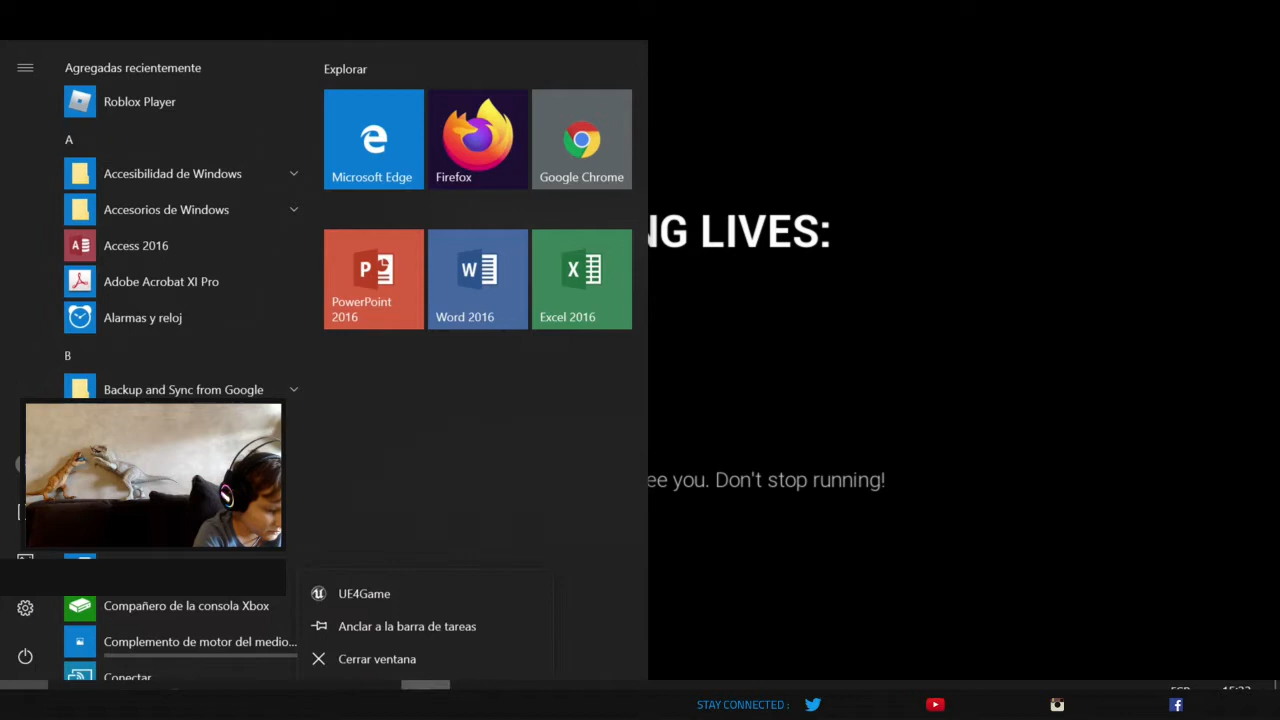 Agregadas recientemente
Roblox Player
A
Accesibilidad de Windows
Accesorios de Windows
Access 2016
Adobe Acrobat XI Pro
Alarmas y reloj
B
Backup and Sync from Google
Compañero de la consola Xbox
Complemento de motor del medio...
Conectar
Explorar
Microsoft Edge
Firefox
Google Chrome
PowerPoint
2016
Word 2016
Excel 2016
UE4Game
Anclar a la barra de tareas
Cerrar ventana
NG LIVES:
ee you. Don't stop running!
STAY CONNECTED :